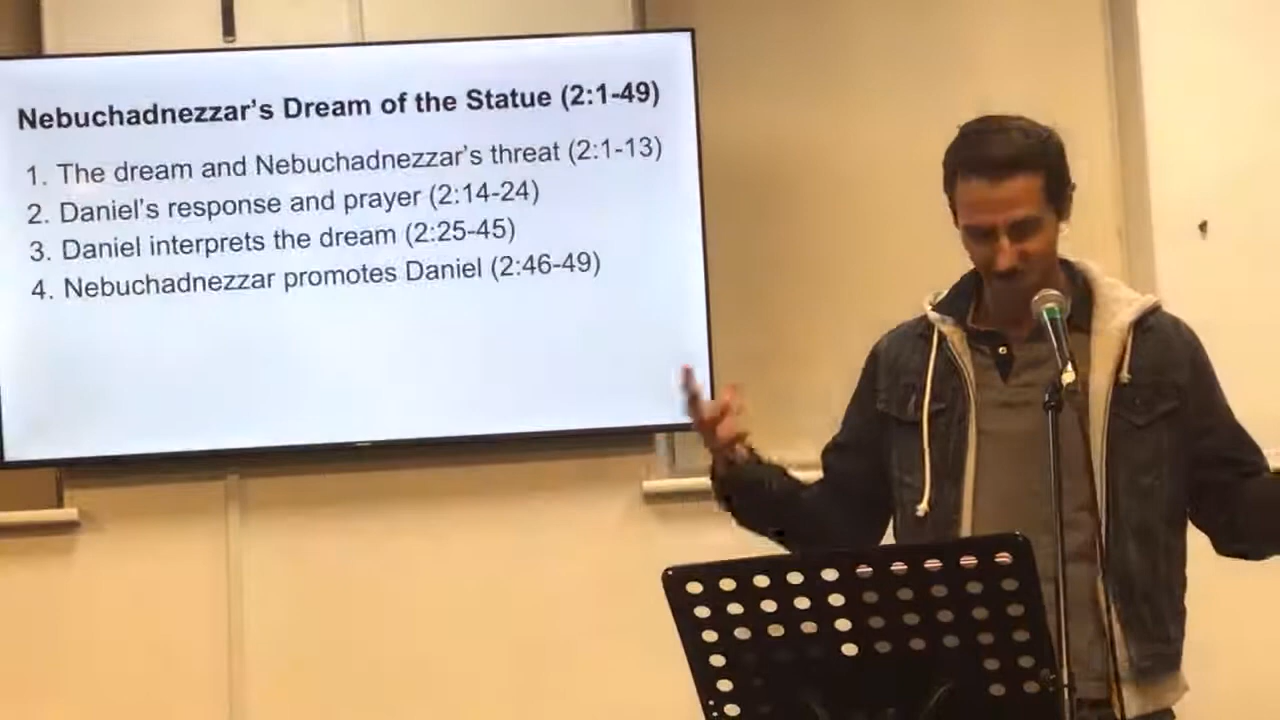 Nebuchadnezzar's Dream of the Statue (2:1-49)
1. The dream and Nebuchadnezzar's threat (2:1-13)
2. Daniel's response and prayer (2:14-24)
3. Daniel interprets the dream (2:25-45)
4. Nebuchadnezzar promotes Daniel (2:46-49)